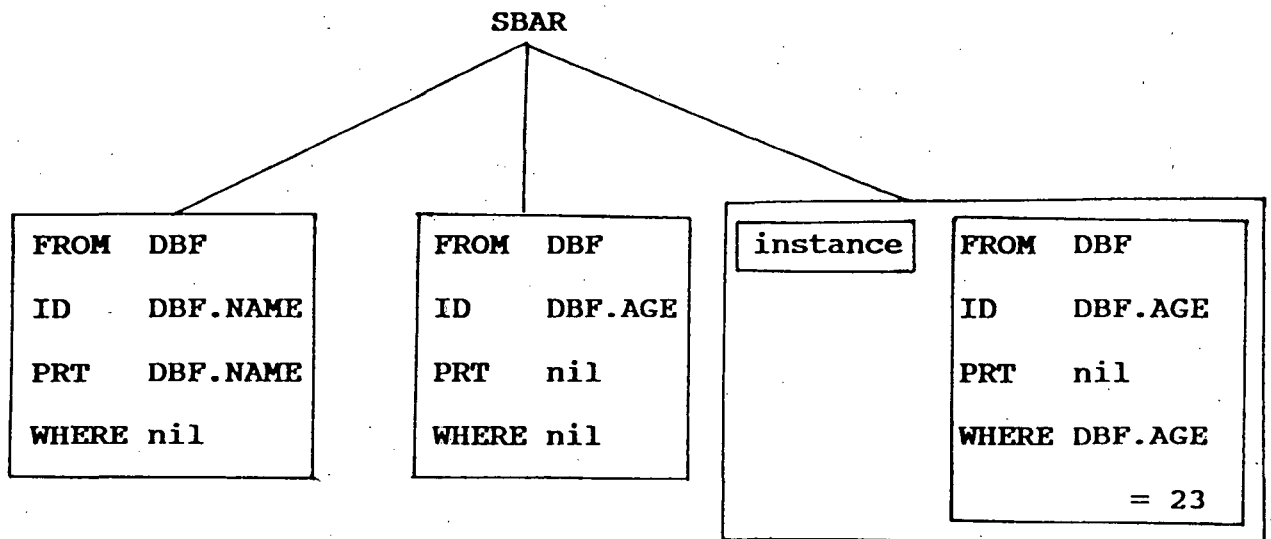 SBAR
FROM DBF
ID DBF.NAME
PRT DBF.NAME
WHERE nil
FROM DBF
ID DBF.AGE
PRT nil
WHERE nil
instance
FROM DBF
ID DBF.AGE
PRT nil
WHERE DBF.AGE
= 23